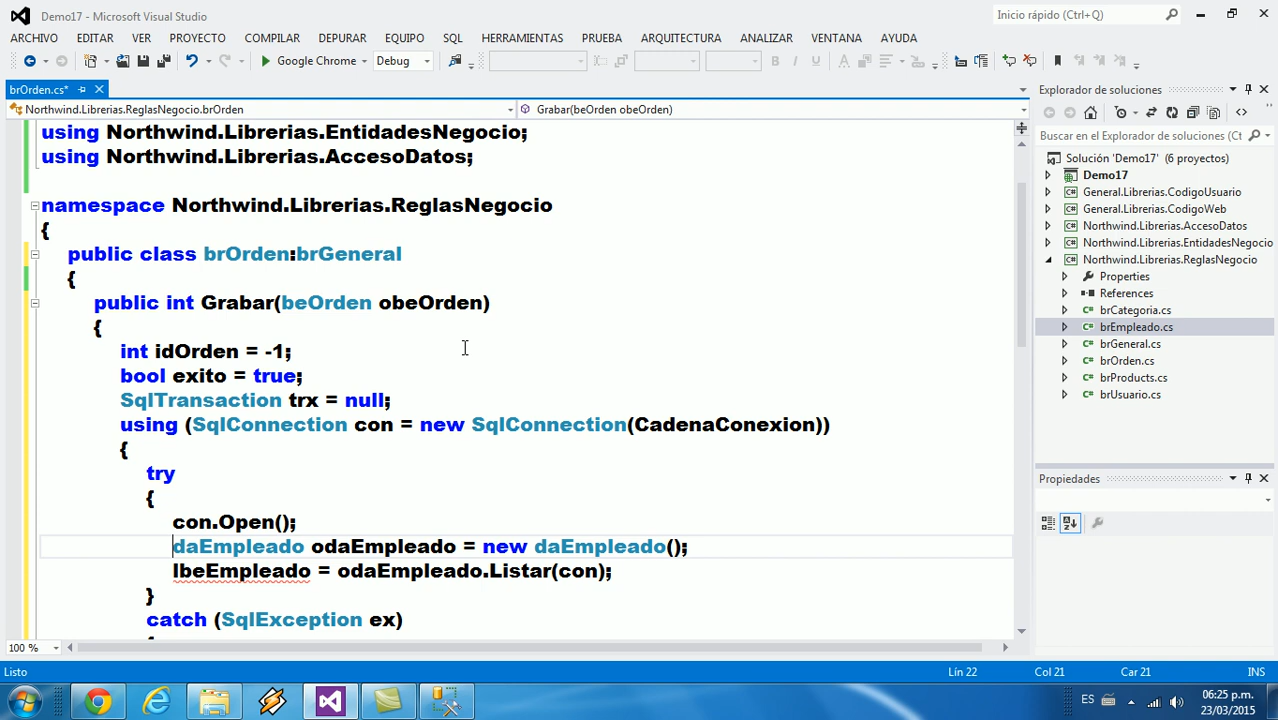 Demo17 - Microsoft Visual Studio
Inicio rápido (Ctrl+Q)
ARCHIVO EDITAR VER PROYECTO COMPILAR DEPURAR EQUIPO SQL HERRAMIENTAS PRUEBA ARQUITECTURA ANALIZAR VENTANA AYUDA
Google Chrome Debug
brOrden.cs*
Northwind.Librerias.ReglasNegocio.brOrden
Grabar(beOrden obeOrden)
using Northwind.Librerias.EntidadesNegocio;
using Northwind.Librerias.AccesoDatos;
namespace Northwind.Librerias.ReglasNegocio
{
public class brOrden:brGeneral
{
public int Grabar(beOrden obeOrden)
{
int idOrden = -1;
bool exito = true;
SqlTransaction trx = null;
using (SqlConnection con = new SqlConnection(CadenaConexion))
{
try
{
con.Open();
daEmpleado odaEmpleado = new daEmpleado();
lbeEmpleado = odaEmpleado.Listar(con);
}
catch (SqlException ex)
100 %
Explorador de soluciones
Buscar en el Explorador de soluciones (Ct
Solución 'Demo17' (6 proyectos)
Demo17
General.Librerias.CodigoUsuario
General.Librerias.CodigoWeb
Northwind.Librerias.AccesoDatos
Northwind.Librerias.EntidadesNegocio
Northwind.Librerias.ReglasNegocio
Properties
References
brCategoria.cs
brEmpleado.cs
brGeneral.cs
brOrden.cs
brProducts.cs
brUsuario.cs
Propiedades
Listo
Lín 22
Col 21
Car 21
INS
ES
06:25 p.m.
23/03/2015